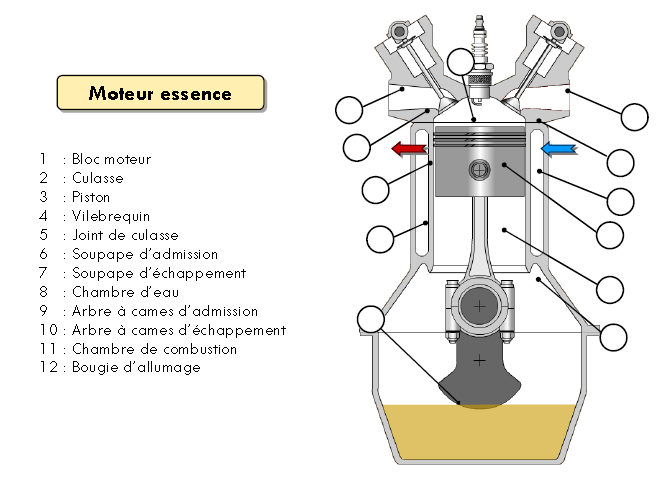 Moteur essence
1 : Bloc moteur
2 : Culasse
3 : Piston
4 : Vilebrequin
5 : Joint de culasse
6 : Soupape d'admission
7 : Soupape d'échappement
8 : Chambre d'eau
9 : Arbre à cames d'admission
10 : Arbre à cames d'échappement
11 : Chambre de combustion
12 : Bougie d'allumage